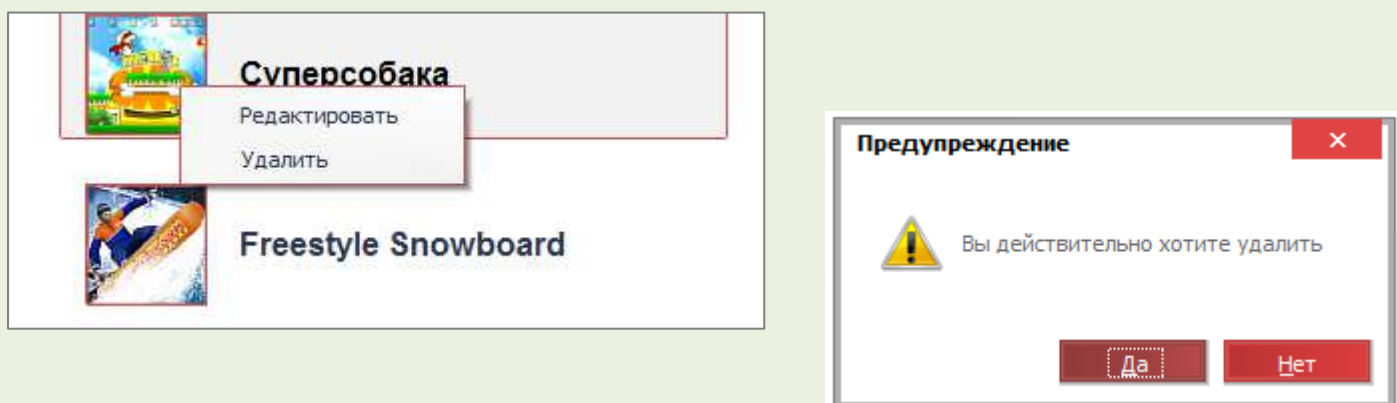 Суперсобака
Редактировать
Удалить
Freestyle Snowboard
Предупреждение
Вы действительно хотите удалить
Да
Нет